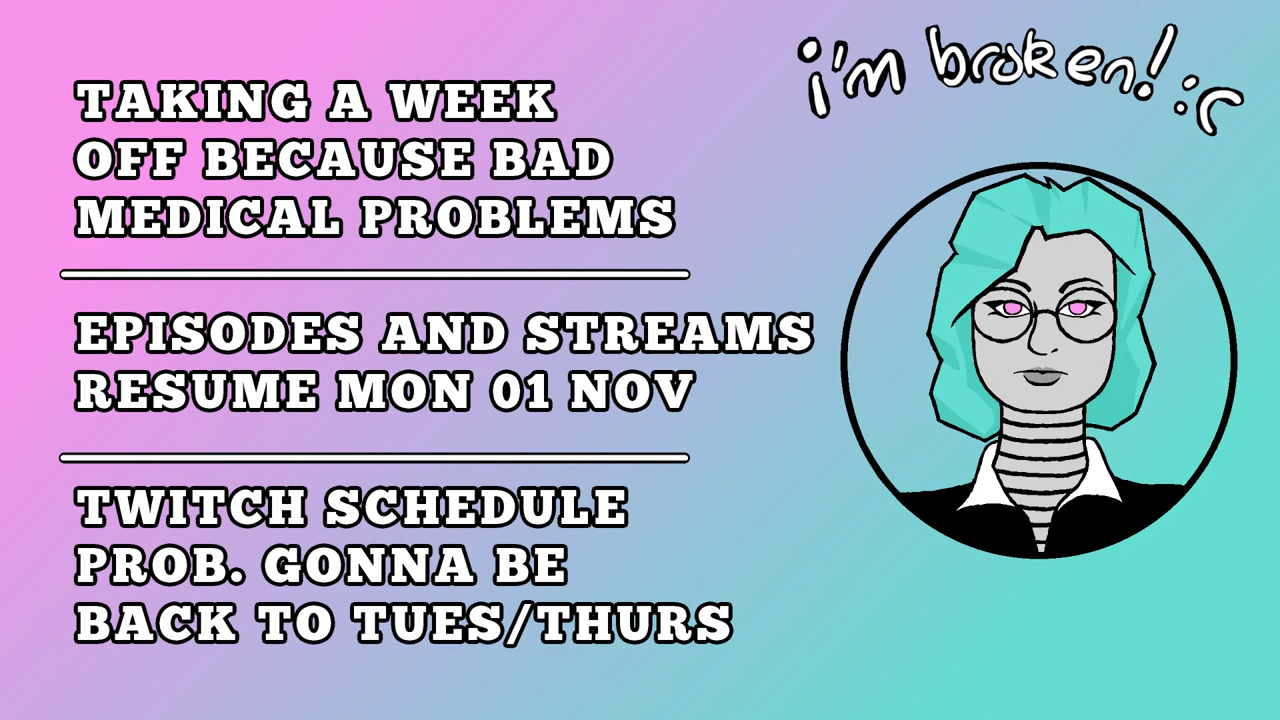 TAKING A WEEK
OFF BECAUSE BAD
MEDICAL PROBLEMS
EPISODES AND STREAMS
RESUME MON 01 NOV
TWITCH SCHEDULE
PROB. GONNA BE
BACK TO TUES/THURS
i'm broken! :c